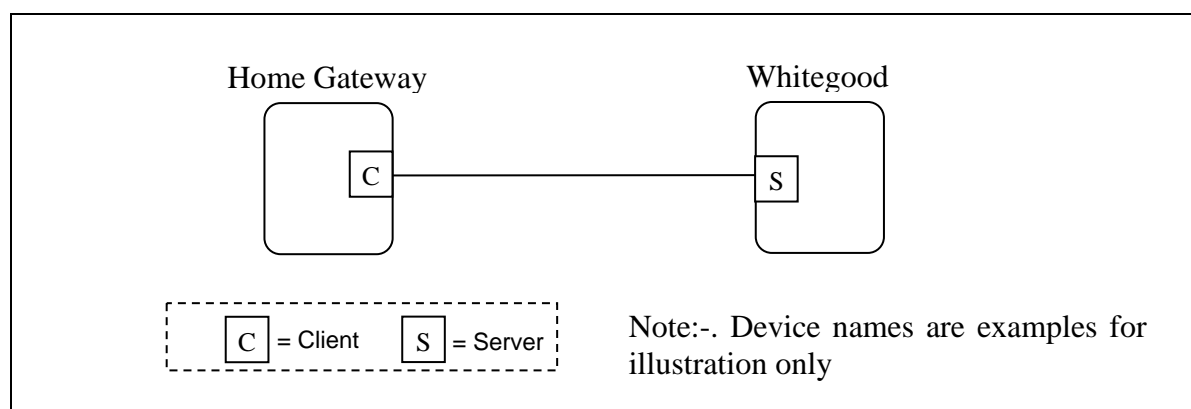 Home Gateway
Whitegood
C
S
C = Client S = Server
Note:-. Device names are examples for
illustration only